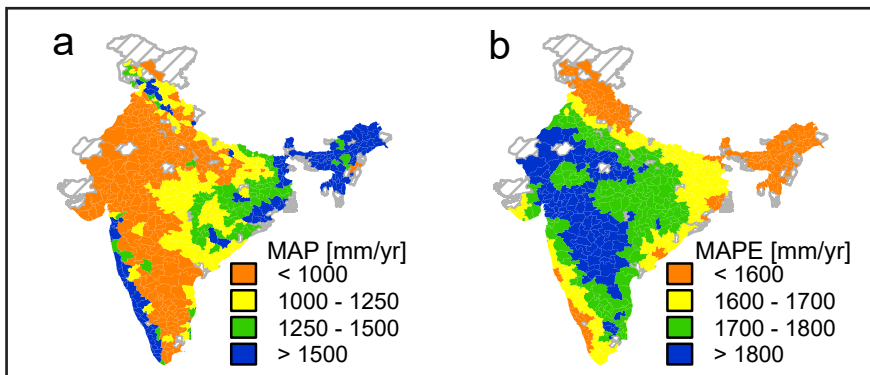 a
MAP [mm/yr]
< 1000
1000 - 1250
1250 - 1500
> 1500
b
MAPE [mm/yr]
< 1600
1600 - 1700
1700 - 1800
> 1800